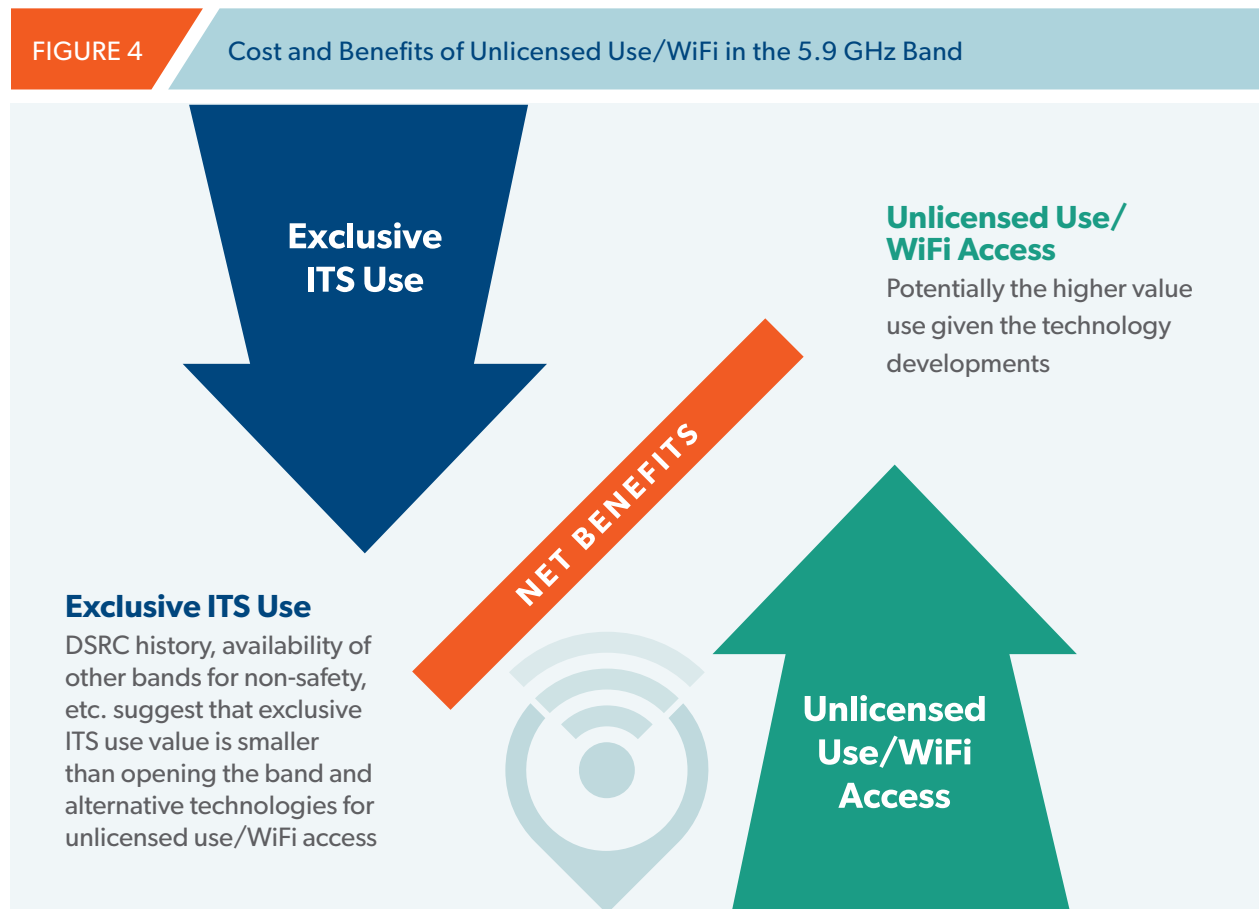 FIGURE 4
Cost and Benefits of Unlicensed Use/WiFi in the 5.9 GHz Band
Exclusive
ITS Use
Unlicensed Use/
WiFi Access
Potentially the higher value
use given the technology
developments
NET BENEFITS
Exclusive ITS Use
DSRC history, availability of
other bands for non-safety,
etc. suggest that exclusive
ITS use value is smaller
than opening the band and
alternative technologies for
unlicensed use/WiFi access
Unlicensed
Use/WiFi
Access